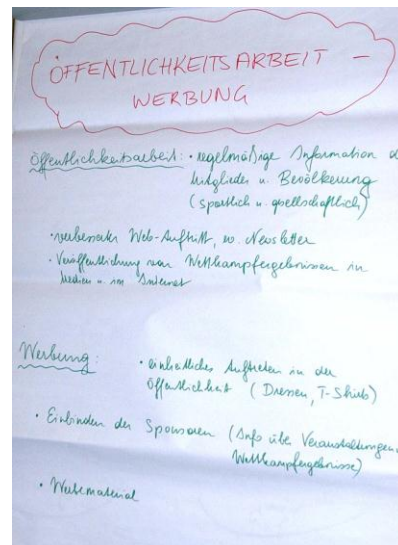 ÖFFENTLICHKEITSARBEIT -
WERBUNG
Öffentlichkeitsarbeit: • regelmäßige Information d
Mitglieder u. Bevölkerung
(sportlich u. gesellschaftlich)
• verbesserter Web-Auftritt, ev. Newsletter
• Veröffentlichung von Wettkampfergebnissen in
Medien u. im Internet
Werbung: • einheitliches Auftreten in der
Öffentlichkeit (Dressen, T-Shirts)
• Einbinden der Sponsoren (Info über Veranstaltungen,
Wettkampfergebnisse)
• Werbematerial